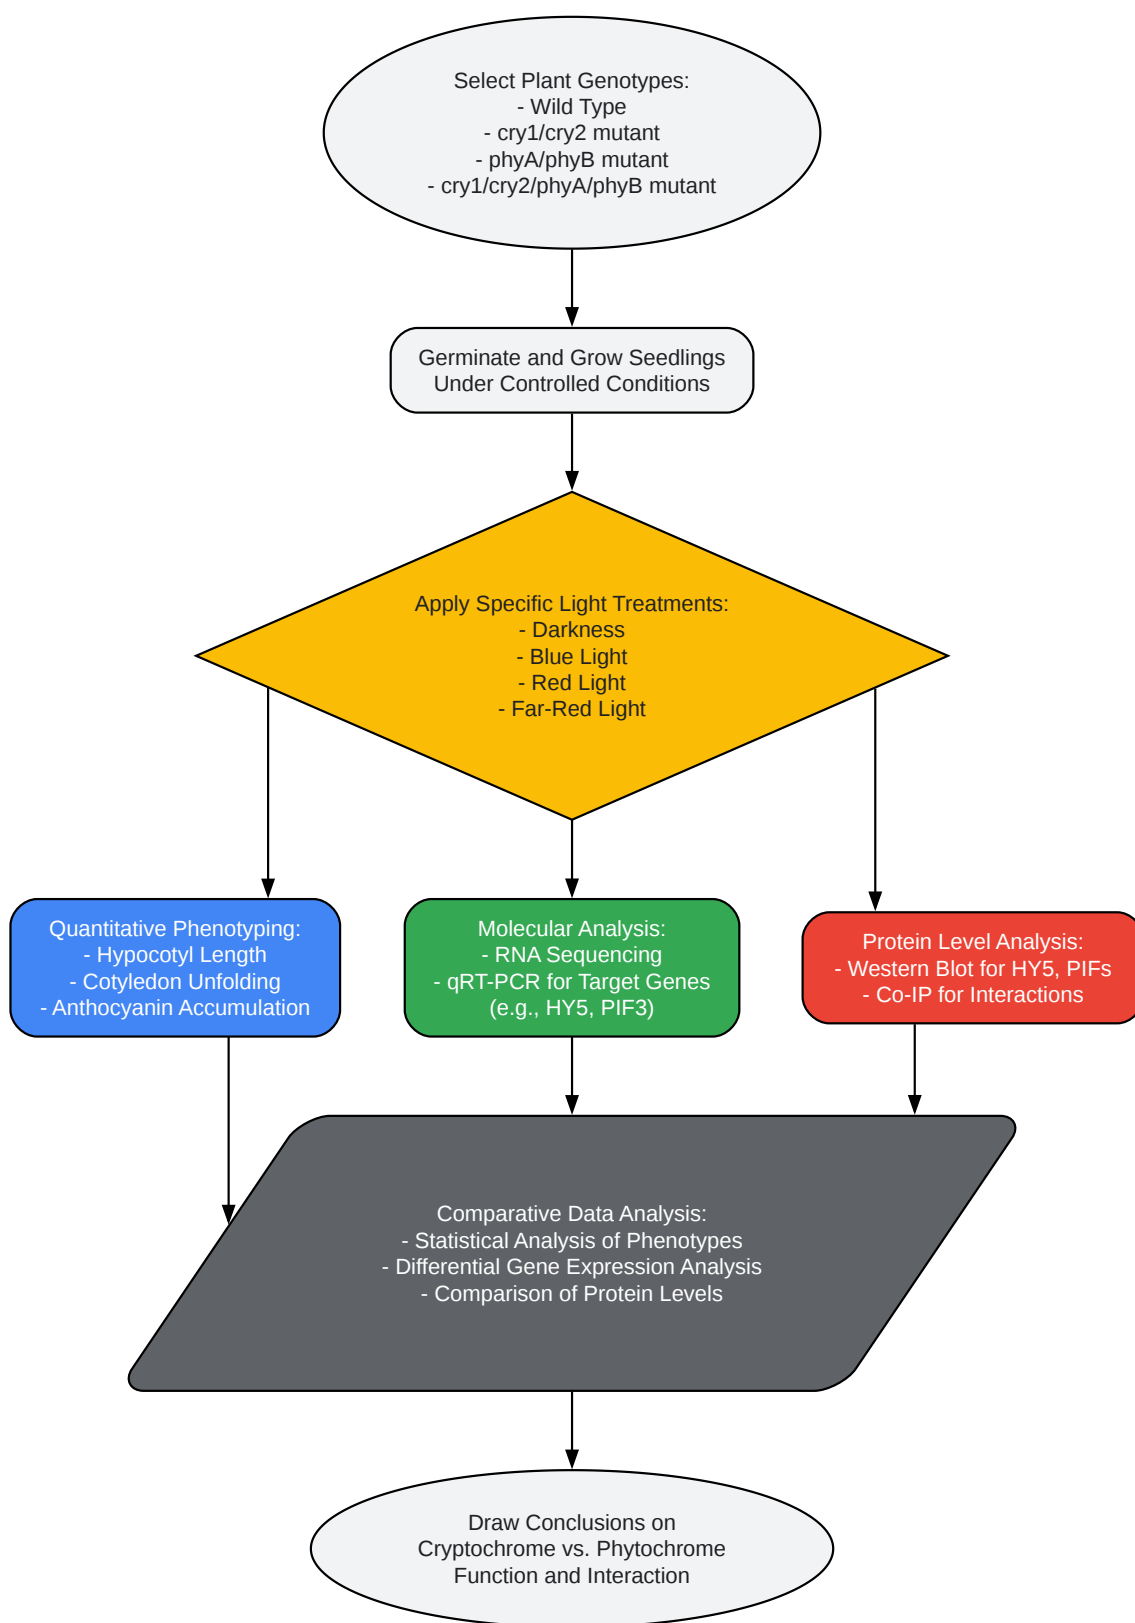 Select Plant Genotypes:
- Wild Type
- cry1/cry2 mutant
- phyA/phyB mutant
- cry1/cry2/phyA/phyB mutant
Germinate and Grow Seedlings
Under Controlled Conditions
Apply Specific Light Treatments:
- Darkness
- Blue Light
- Red Light
- Far-Red Light
Quantitative Phenotyping:
- Hypocotyl Length
- Cotyledon Unfolding
- Anthocyanin Accumulation
Molecular Analysis:
- RNA Sequencing
- qRT-PCR for Target Genes
(e.g., HY5, PIF3)
Protein Level Analysis:
- Western Blot for HY5, PIFs
- Co-IP for Interactions
Comparative Data Analysis:
- Statistical Analysis of Phenotypes
- Differential Gene Expression Analysis
- Comparison of Protein Levels
Draw Conclusions on
Cryptochrome vs. Phytochrome
Function and Interaction